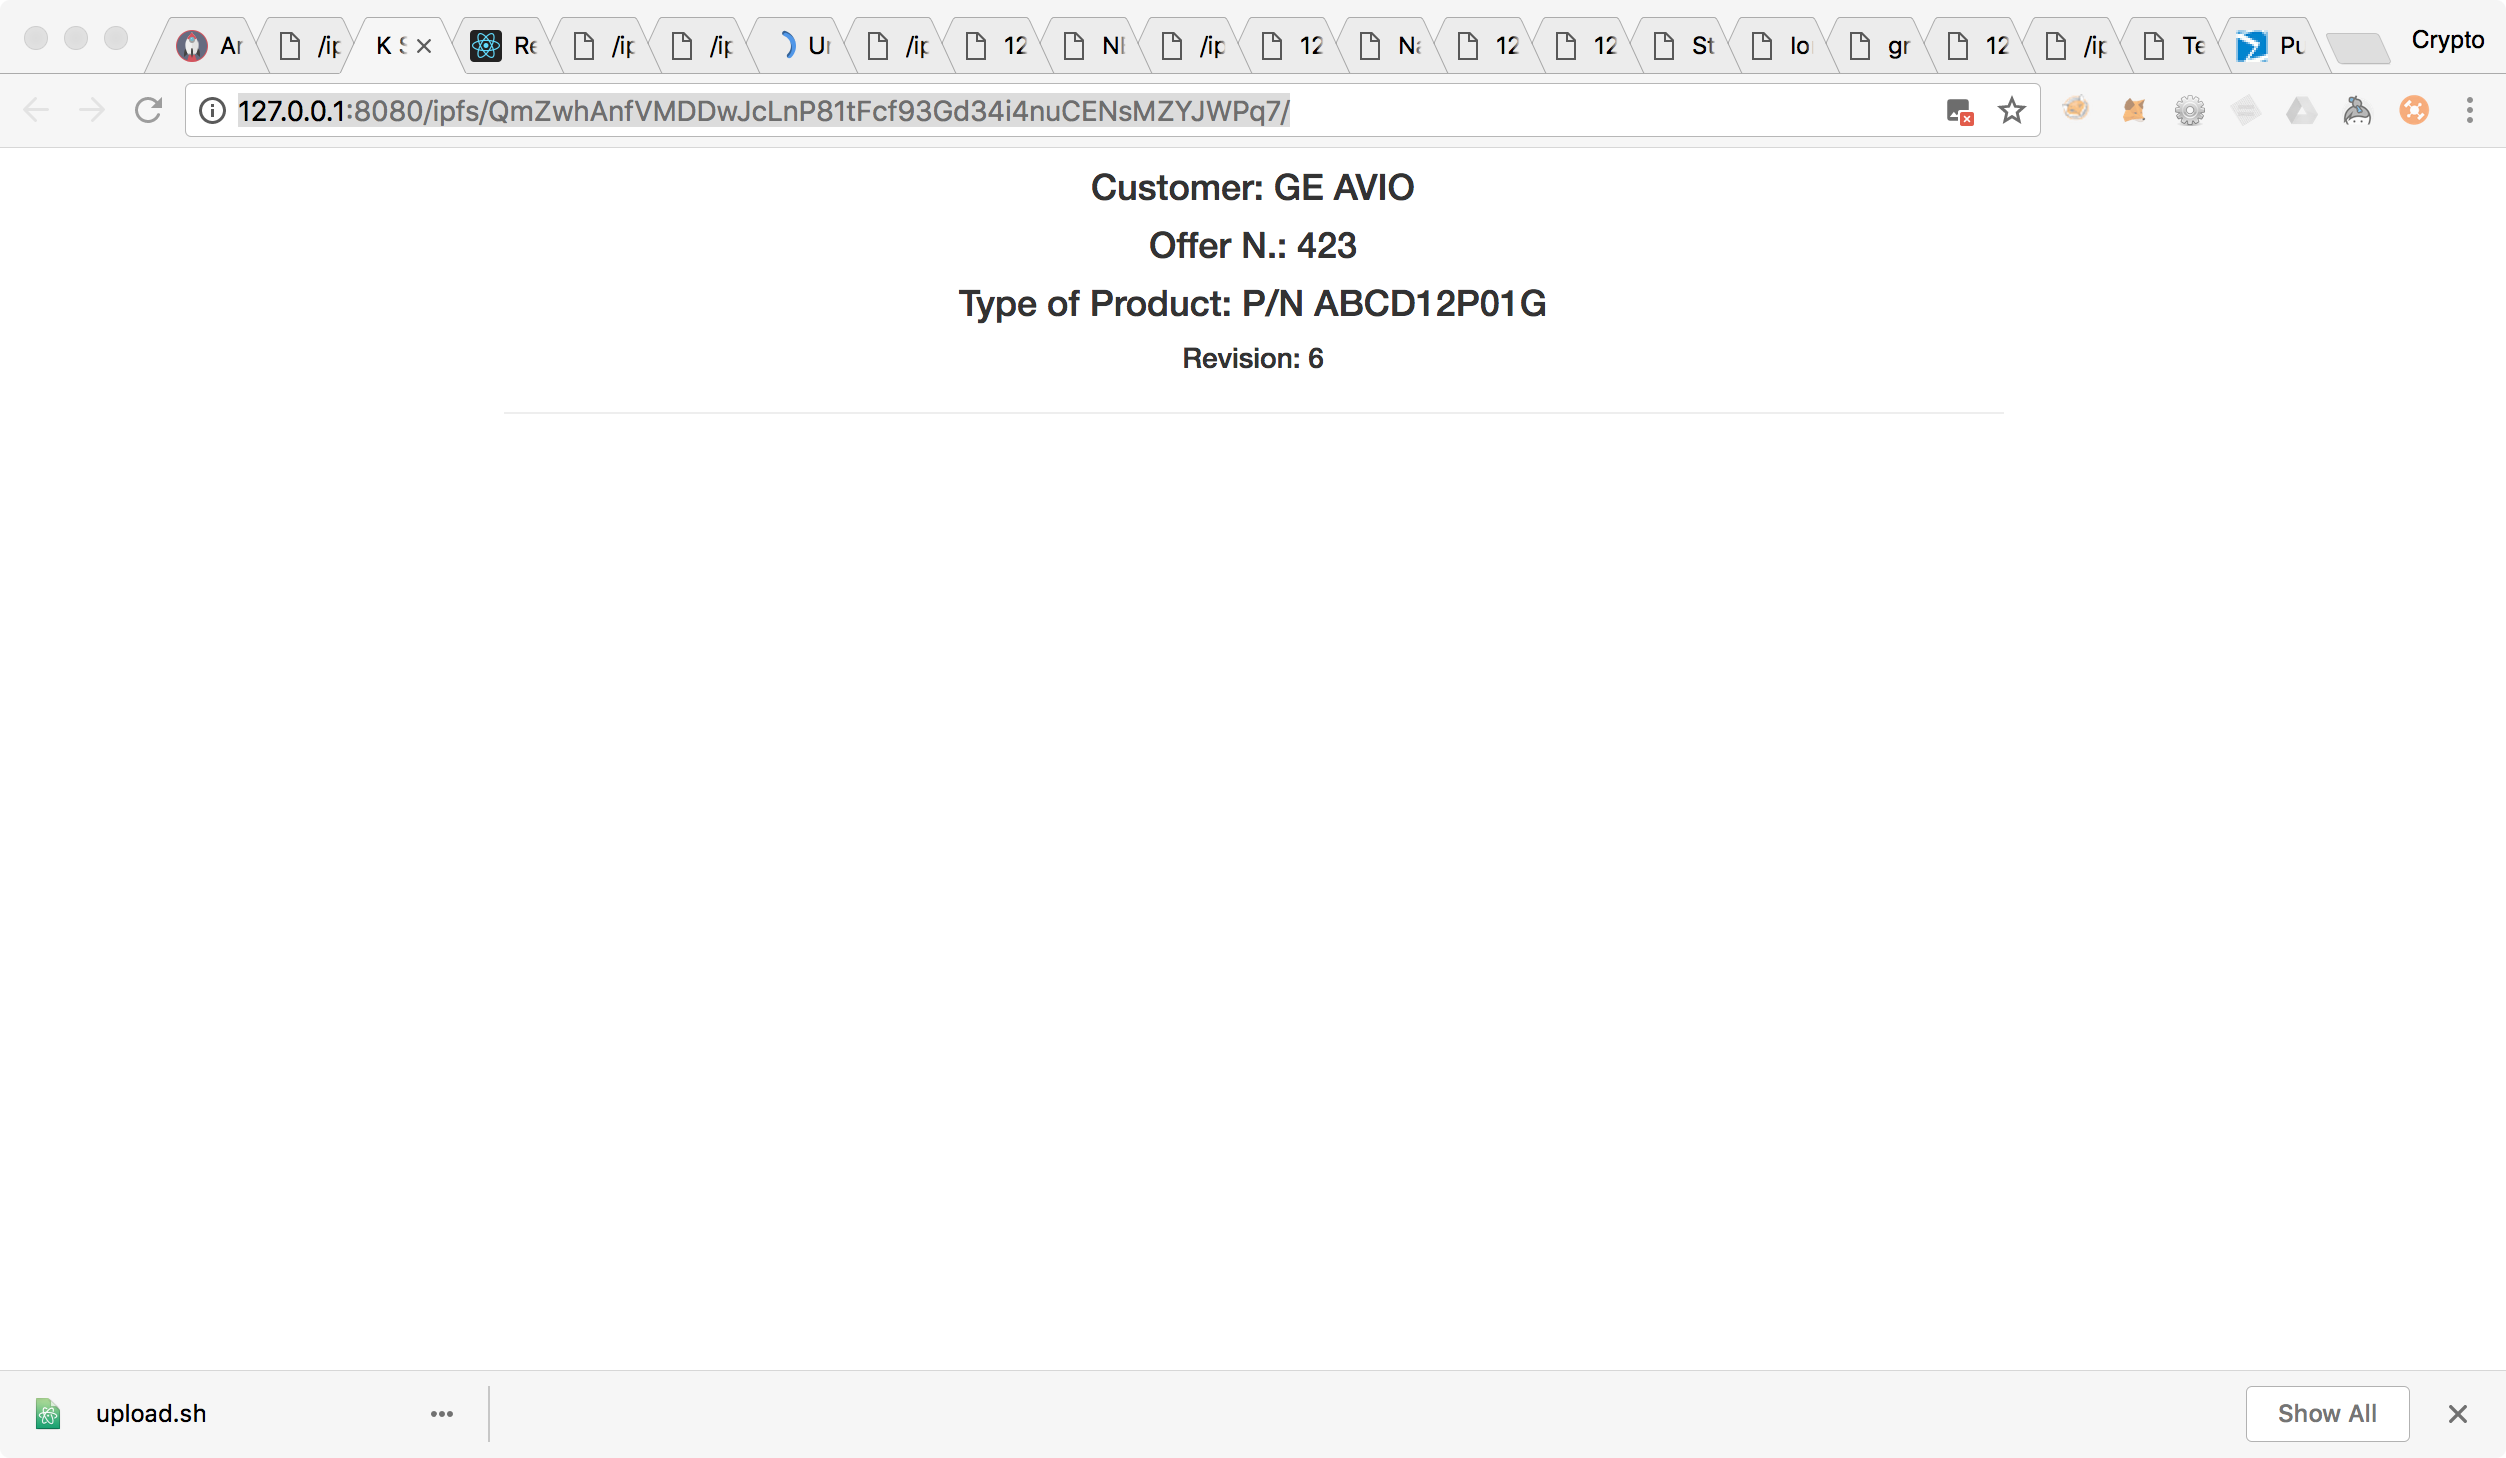 Ar
/ip
K S
Re
/ip
/ip
Un
/ip
12
/ip
12
Na
12
12
St
lo
gr
12
/ip
Te
Pu
Crypto
127.0.0.1:8080/ipfs/QmZwhAnfVMDDwJcLnP81tFcf93Gd34i4nuCENsMZYJWPq7/
Customer: GE AVIO
Offer N.: 423
Type of Product: P/N ABCD12P01G
Revision: 6
upload.sh
Show All